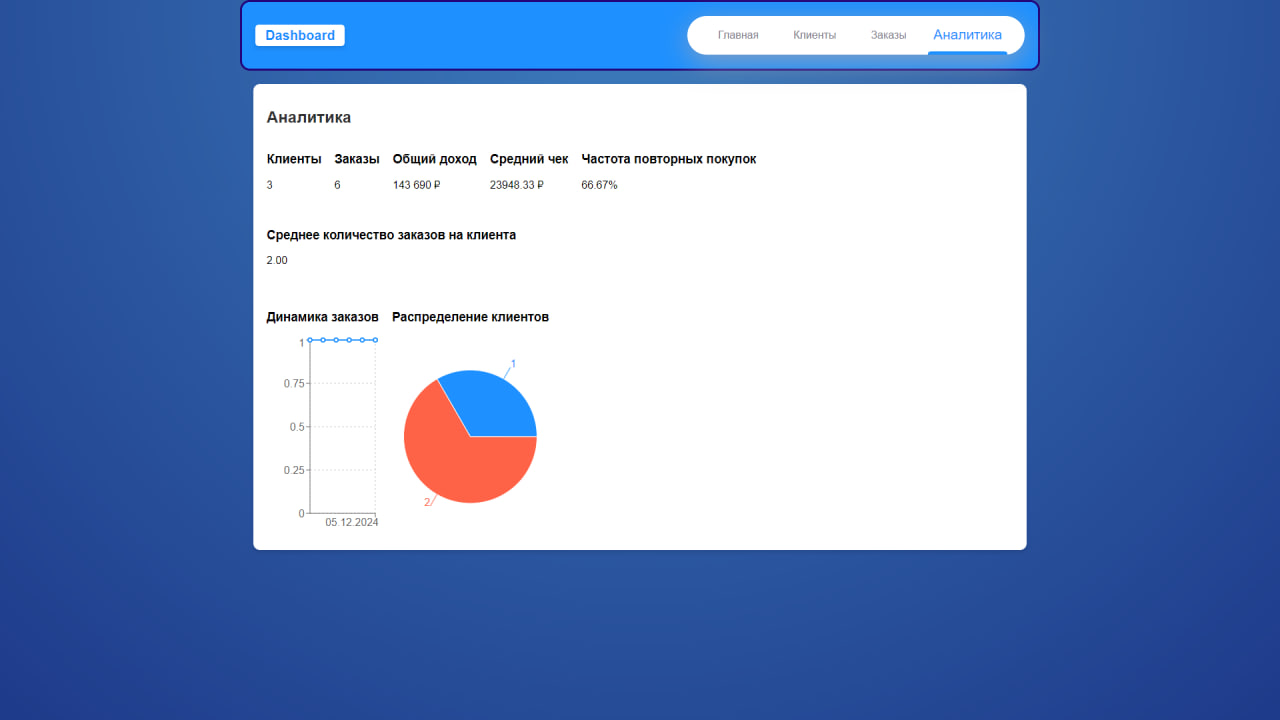 Dashboard
Главная Клиенты Заказы Аналитика
Аналитика
Клиенты Заказы Общий доход Средний чек Частота повторных покупок
3 6 143 690 ₽ 23948.33 ₽ 66.67%
Среднее количество заказов на клиента
2.00
Динамика заказов Распределение клиентов
1
0.75
0.5
0.25
0
05.12.2024
1
2